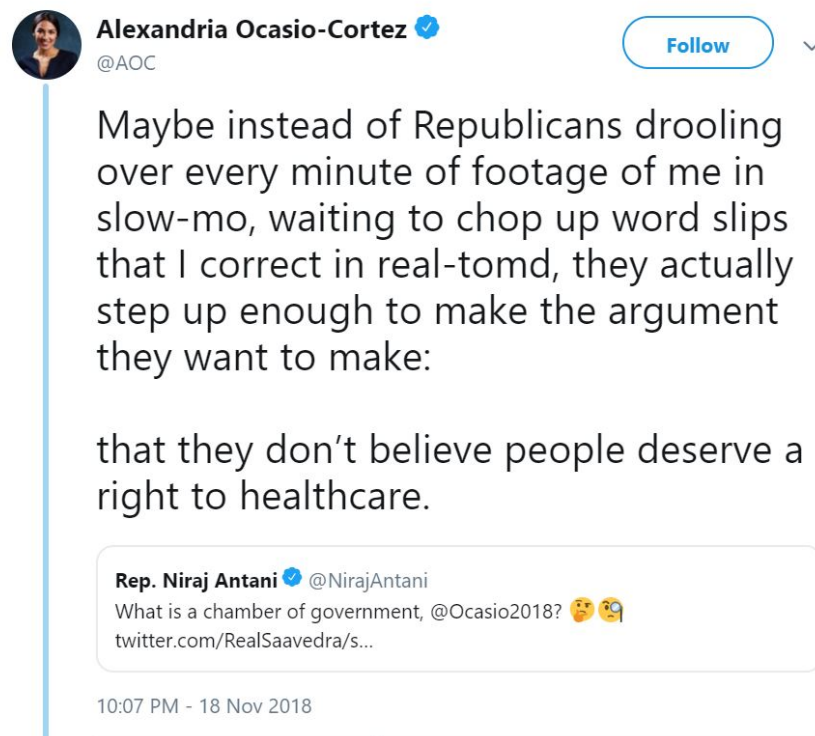 Alexandria Ocasio-Cortez
@AOC
Follow
Maybe instead of Republicans drooling
over every minute of footage of me in
slow-mo, waiting to chop up word slips
that I correct in real-tomd, they actually
step up enough to make the argument
they want to make:
that they don’t believe people deserve a
right to healthcare.
Rep. Niraj Antani @NirajAntani
What is a chamber of government, @Ocasio2018? 🤔🧐
twitter.com/RealSaavedra/s...
10:07 PM - 18 Nov 2018